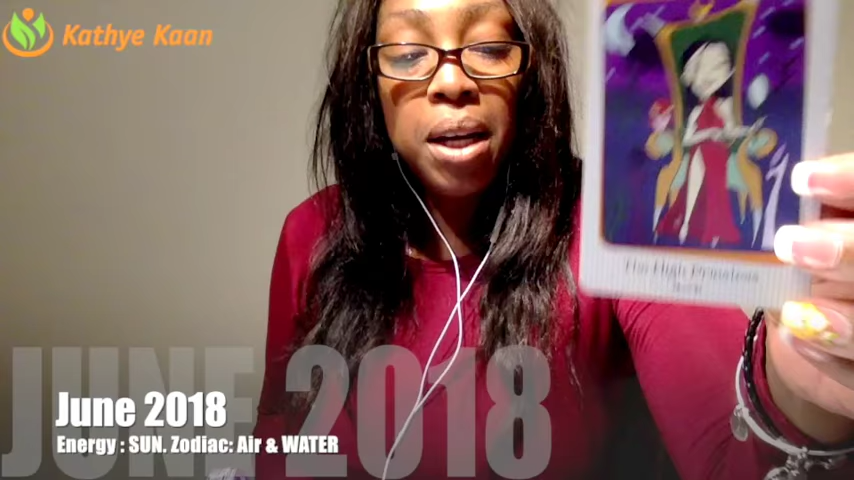 Kathye Kaan
The High Priestess
JUNE 2018
June 2018
Energy : SUN. Zodiac: Air & WATER